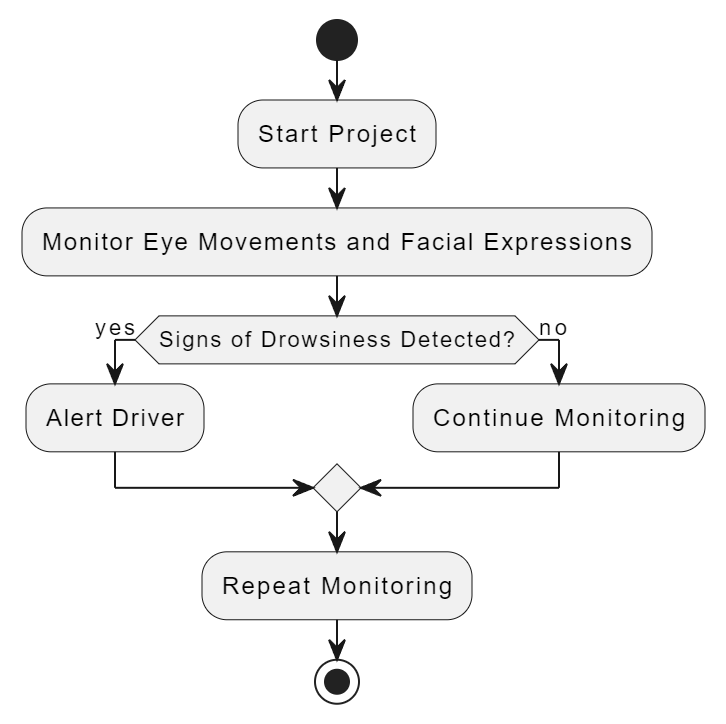 Start Project
Monitor Eye Movements and Facial Expressions
yes
Signs of Drowsiness Detected?
no
Alert Driver
Continue Monitoring
Repeat Monitoring